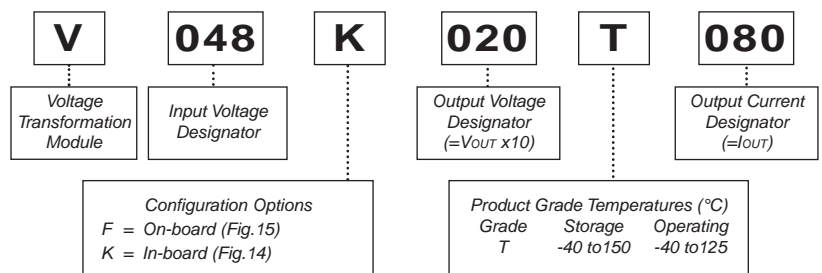 V 048 K 020 T 080
Voltage
Transformation
Module
Input Voltage
Designator
Output Voltage
Designator
(=VOUT x10)
Output Current
Designator
(=IOUT)
Configuration Options
F = On-board (Fig.15)
K = In-board (Fig.14)
Product Grade Temperatures (°C)
Grade Storage Operating
T -40 to150 -40 to125